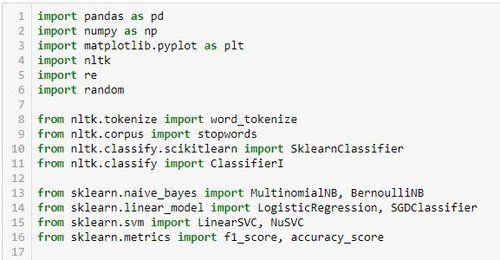 1 import pandas as pd
2 import numpy as np
3 import matplotlib.pyplot as plt
4 import nltk
5 import re
6 import random
7
8 from nltk.tokenize import word_tokenize
9 from nltk.corpus import stopwords
10 from nltk.classify.scikitlearn import SklearnClassifier
11 from nltk.classify import ClassifierI
12
13 from sklearn.naive_bayes import MultinomialNB, BernoulliNB
14 from sklearn.linear_model import LogisticRegression, SGDClassifier
15 from sklearn.svm import LinearSVC, NuSVC
16 from sklearn.metrics import f1_score, accuracy_score
17